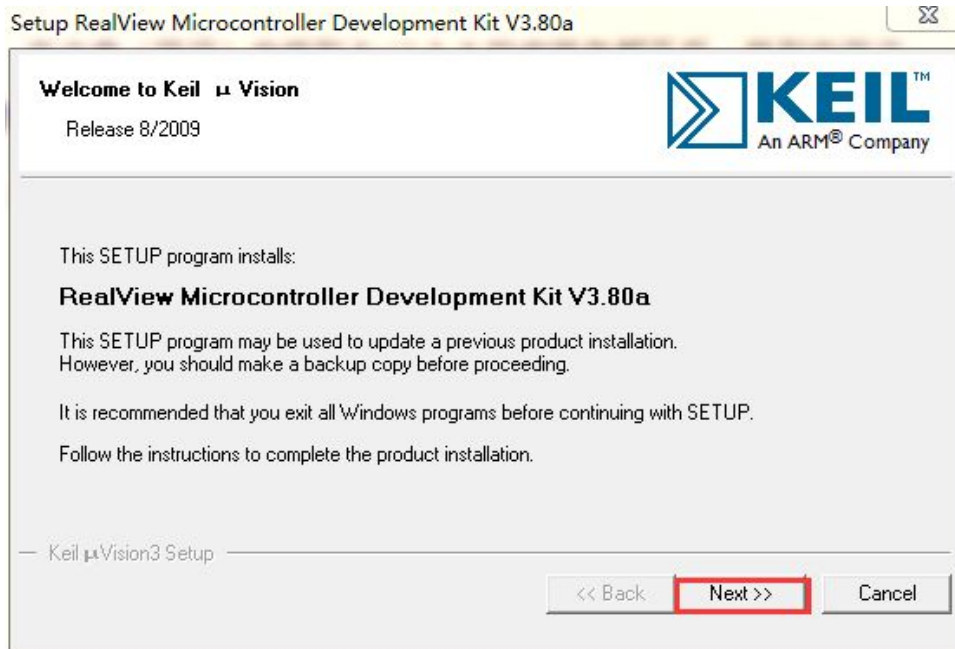 Setup RealView Microcontroller Development Kit V3.80a
Welcome to Keil μ Vision
Release 8/2009
KEIL™
An ARM® Company
This SETUP program installs:
RealView Microcontroller Development Kit V3.80a
This SETUP program may be used to update a previous product installation.
However, you should make a backup copy before proceeding.
It is recommended that you exit all Windows programs before continuing with SETUP.
Follow the instructions to complete the product installation.
Keil μVision3 Setup
<< Back
Next >>
Cancel